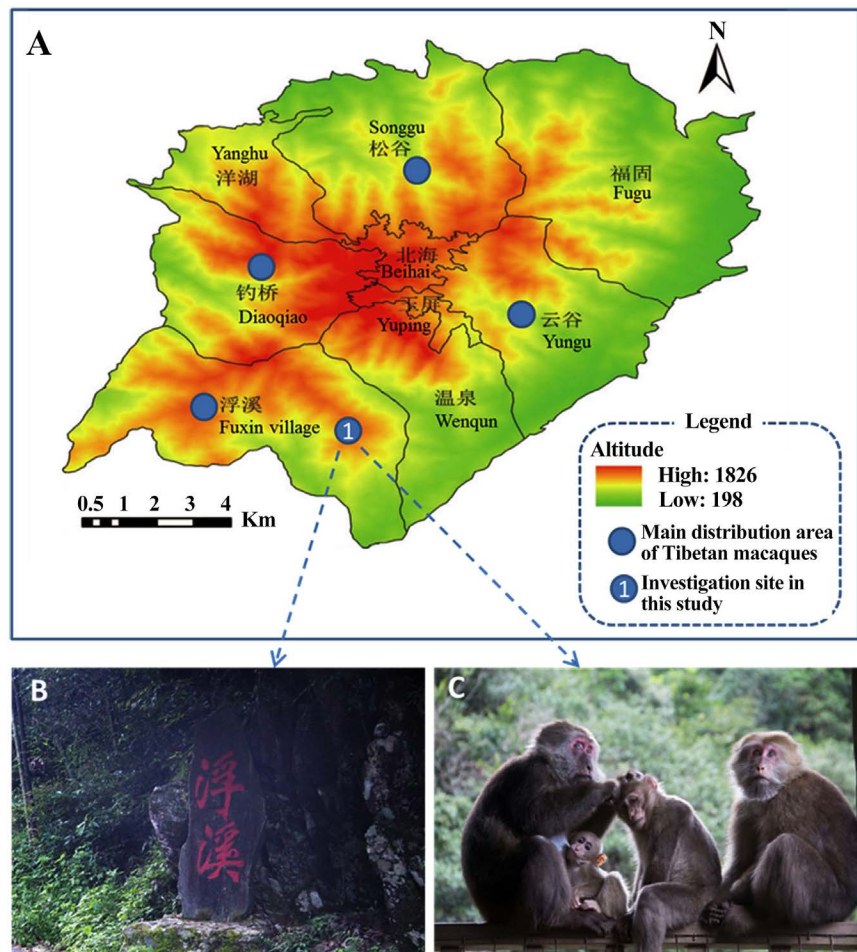 A
N
Songgu
松谷
Yanghu
洋湖
福固
Fugu
北海
Beihai
钓桥
Diaoqiao
玉屏
Yuping
云谷
Yungu
浮溪
Fuxin village
温泉
Wenqun
1
0.5 1 2 3 4
Km
Legend
Altitude
High: 1826
Low: 198
Main distribution area
of Tibetan macaques
1
Investigation site in
this study
B
浮溪
C